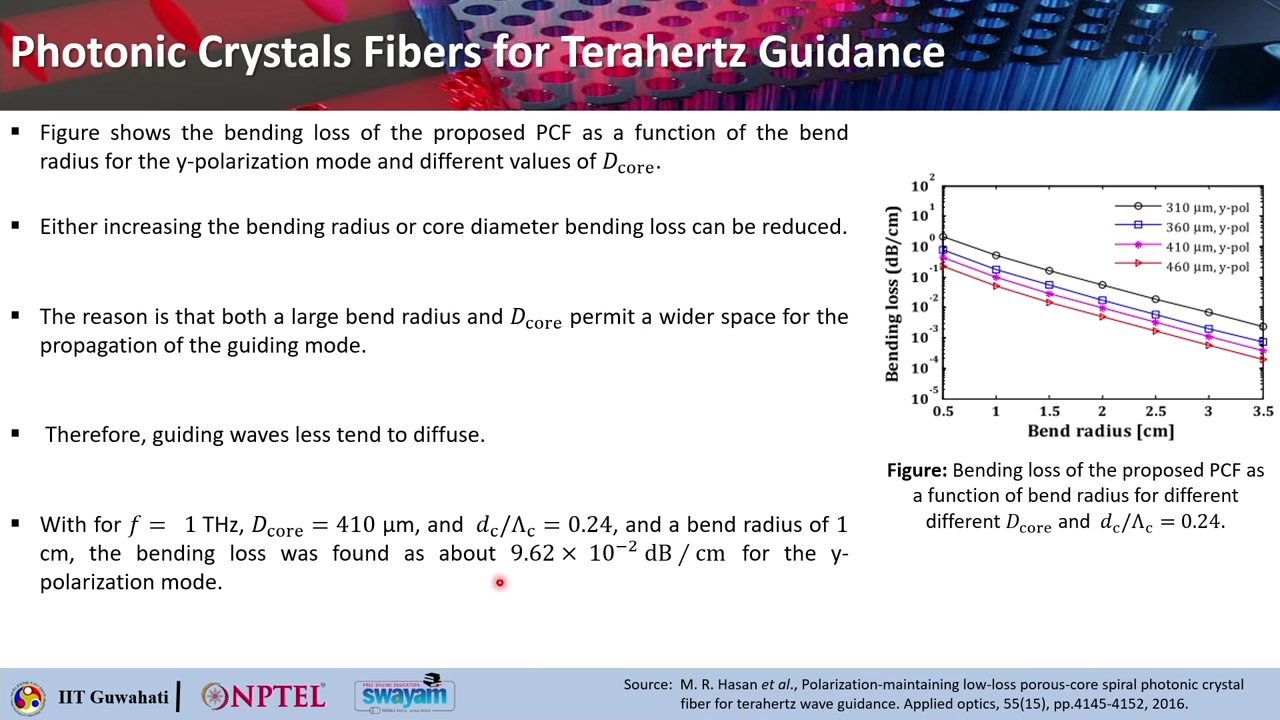 Photonic Crystals Fibers for Terahertz Guidance
▪ Figure shows the bending loss of the proposed PCF as a function of the bend
radius for the y-polarization mode and different values of D_core.
▪ Either increasing the bending radius or core diameter bending loss can be reduced.
▪ The reason is that both a large bend radius and D_core permit a wider space for the
propagation of the guiding mode.
▪ Therefore, guiding waves less tend to diffuse.
▪ With for f = 1 THz, D_core = 410 μm, and d_c/Λ_c = 0.24, and a bend radius of 1
cm, the bending loss was found as about 9.62 × 10⁻² dB / cm for the y-
polarization mode.
Bending loss (dB/cm)
10²
10¹
10⁰
10⁻¹
10⁻²
10⁻³
10⁻⁴
10⁻⁵
310 μm, y-pol
360 μm, y-pol
410 μm, y-pol
460 μm, y-pol
0.5 1 1.5 2 2.5 3 3.5
Bend radius [cm]
Figure: Bending loss of the proposed PCF as
a function of bend radius for different
different D_core and d_c/Λ_c = 0.24.
IIT Guwahati
NPTEL
FREE ONLINE EDUCATION
swayam
Source: M. R. Hasan et al., Polarization-maintaining low-loss porous-core spiral photonic crystal
fiber for terahertz wave guidance. Applied optics, 55(15), pp.4145-4152, 2016.